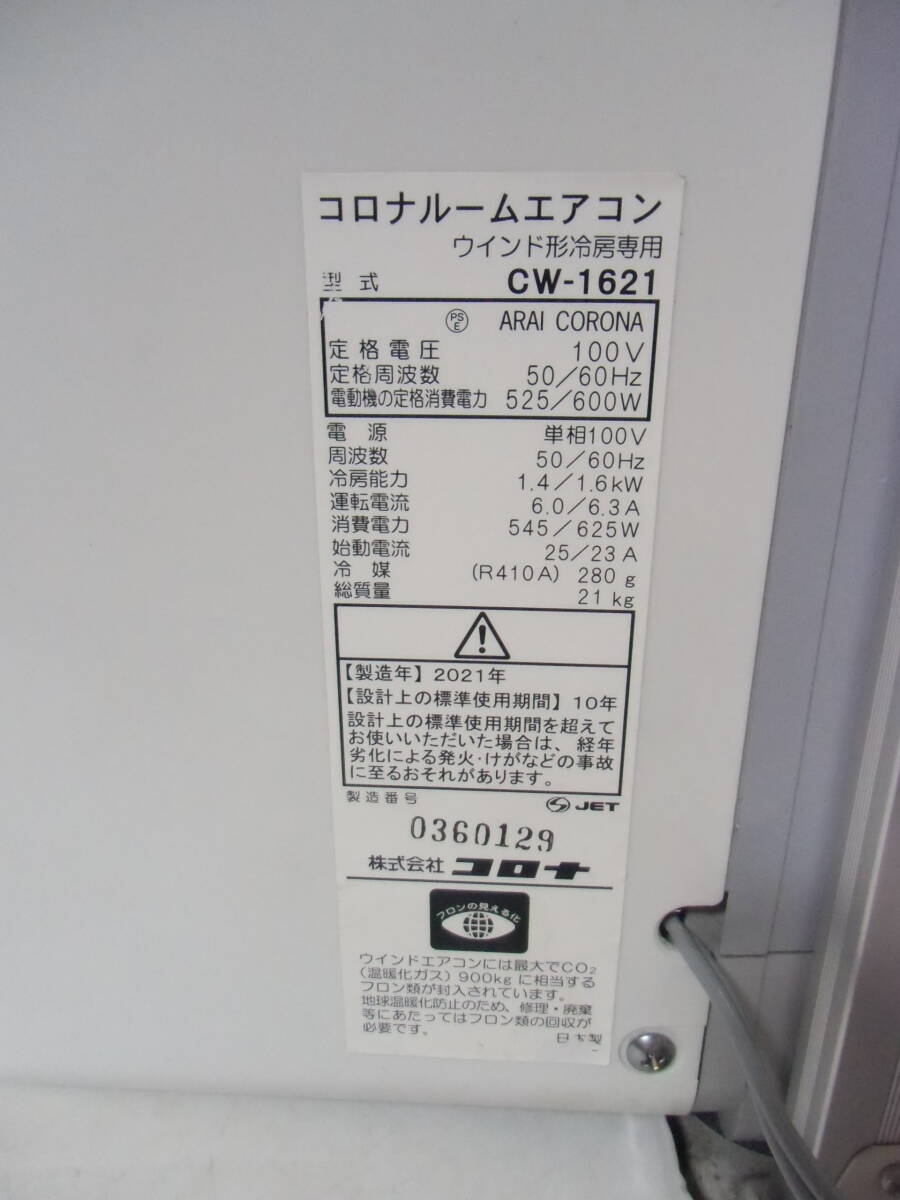 コロナルームエアコン
ウインド形冷房専用
型式 CW-1621
PSE ARAI CORONA
定格電圧 100V
定格周波数 50/60Hz
電動機の定格消費電力 525/600W
電源 単相100V
周波数 50/60Hz
冷房能力 1.4/1.6kW
運転電流 6.0/6.3A
消費電力 545/625W
始動電流 25/23A
冷媒 (R410A) 280g
総質量 21kg
【製造年】2021年
【設計上の標準使用期間】10年
設計上の標準使用期間を超えて
お使いいただいた場合は、経年
劣化による発火・けがなどの事故
に至るおそれがあります。
製造番号 JET
0360129
株式会社 コロナ
フロンの見える化
ウインドエアコンには最大でCO₂
(温暖化ガス)900kgに相当する
フロン類が封入されています。
地球温暖化防止のため、修理・廃棄
等にあたってはフロン類の回収が
必要です。
日本製